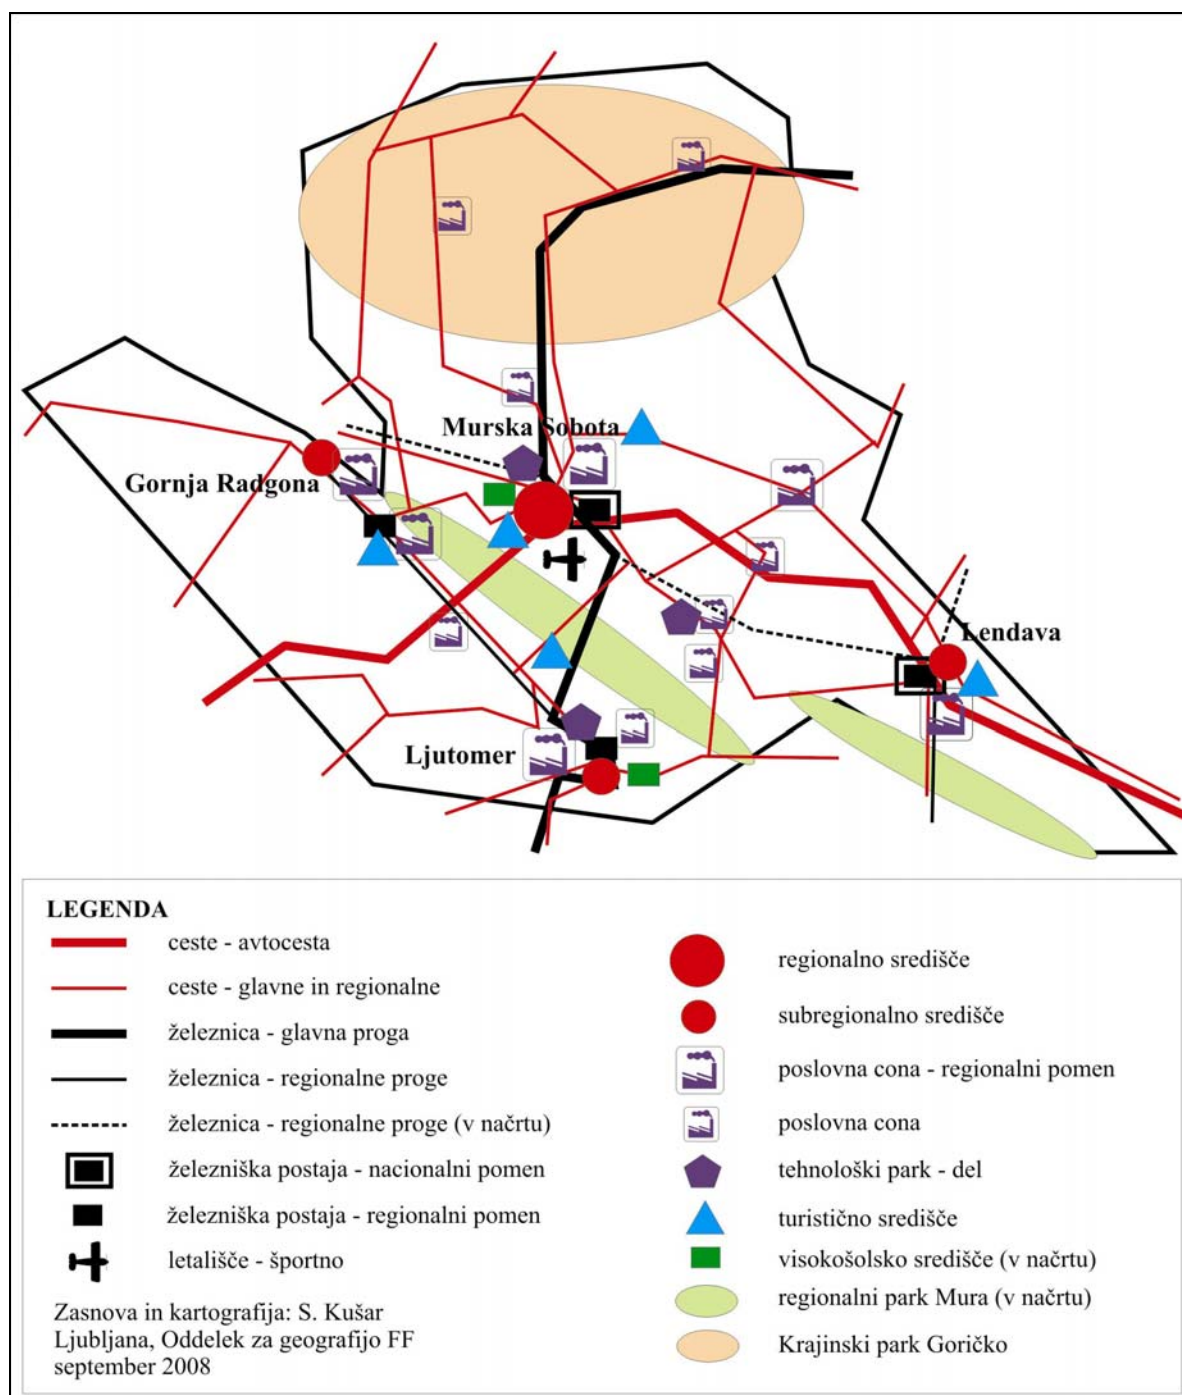 Murska Sobota
Gornja Radgona
Lendava
Ljutomer
LEGENDA
ceste - avtocesta
ceste - glavne in regionalne
železnica - glavna proga
železnica - regionalne proge
železnica - regionalne proge (v načrtu)
železniška postaja - nacionalni pomen
železniška postaja - regionalni pomen
letališče - športno
Zasnova in kartografija: S. Kušar
Ljubljana, Oddelek za geografijo FF
september 2008
regionalno središče
subregionalno središče
poslovna cona - regionalni pomen
poslovna cona
tehnološki park - del
turistično središče
visokošolsko središče (v načrtu)
regionalni park Mura (v načrtu)
Krajinski park Goričko